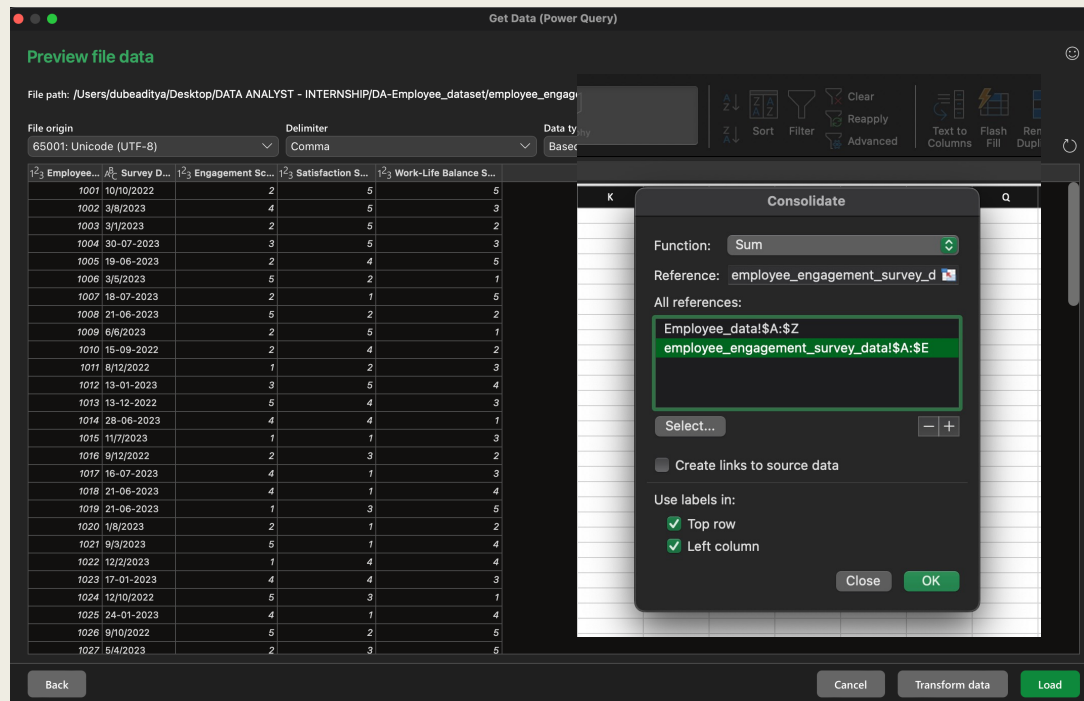 Get Data (Power Query)
Preview file data
File path: /Users/dubeaditya/Desktop/DATA ANALYST - INTERNSHIP/DA-Employee_dataset/employee_engag
File origin
Delimiter
Data ty
65001: Unicode (UTF-8)
Comma
Base
1²3 Employee... ABC Survey D... 1²3 Engagement Sc... 1²3 Satisfaction S... 1²3 Work-Life Balance S...
1001 10/10/2022 2 5 5
1002 3/8/2023 4 5 3
1003 3/1/2023 2 5 2
1004 30-07-2023 3 5 3
1005 19-06-2023 2 4 5
1006 3/5/2023 5 2 1
1007 18-07-2023 2 1 5
1008 21-06-2023 5 2 2
1009 6/6/2023 2 5 1
1010 15-09-2022 2 4 2
1011 8/12/2022 1 2 3
1012 13-01-2023 3 5 4
1013 13-12-2022 5 4 3
1014 28-06-2023 4 4 1
1015 11/7/2023 1 1 3
1016 9/12/2022 2 3 2
1017 16-07-2023 4 1 3
1018 21-06-2023 4 1 4
1019 21-06-2023 1 3 5
1020 1/8/2023 2 1 2
1021 9/3/2023 5 1 4
1022 12/2/2023 1 4 4
1023 17-01-2023 4 4 3
1024 12/10/2022 5 3 1
1025 24-01-2023 4 1 4
1026 9/10/2022 5 2 5
1027 5/4/2023 2 3 5
Back
Cancel
Transform data
Load
Sort
Filter
Clear
Reapply
Advanced
Text to
Columns
Flash
Fill
Rem
Dupli
K
Q
Consolidate
Function: Sum
Reference: employee_engagement_survey_d
All references:
Employee_data!$A:$Z
employee_engagement_survey_data!$A:$E
Select...
− +
Create links to source data
Use labels in:
Top row
Left column
Close
OK